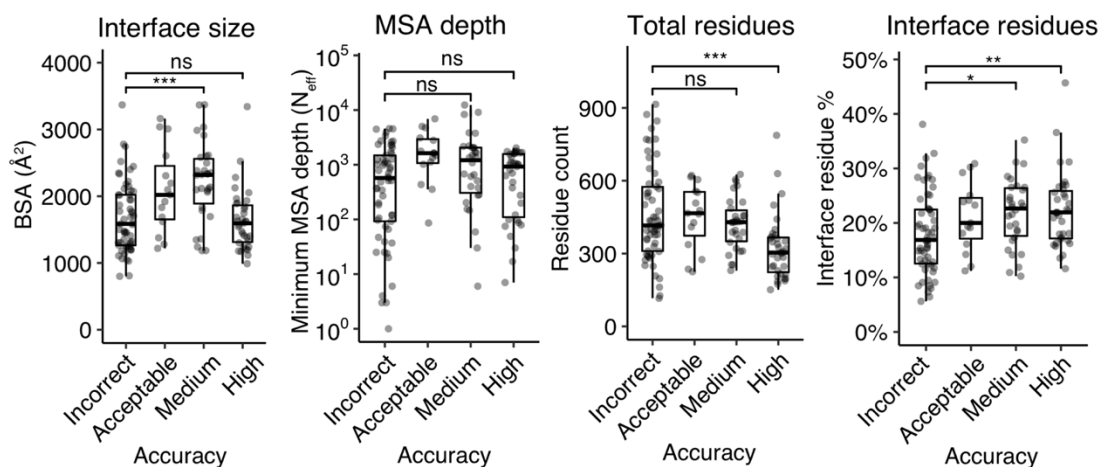 Interface size
ns
***
BSA (Å²)
4000
3000
2000
1000
0
Incorrect
Acceptable
Medium
High
Accuracy
MSA depth
ns
ns
Minimum MSA depth (Neff)
10⁵
10⁴
10³
10²
10¹
10⁰
Incorrect
Acceptable
Medium
High
Accuracy
Total residues
***
ns
Residue count
900
600
300
0
Incorrect
Acceptable
Medium
High
Accuracy
Interface residues
**
*
Interface residue %
50%
40%
30%
20%
10%
0%
Incorrect
Acceptable
Medium
High
Accuracy